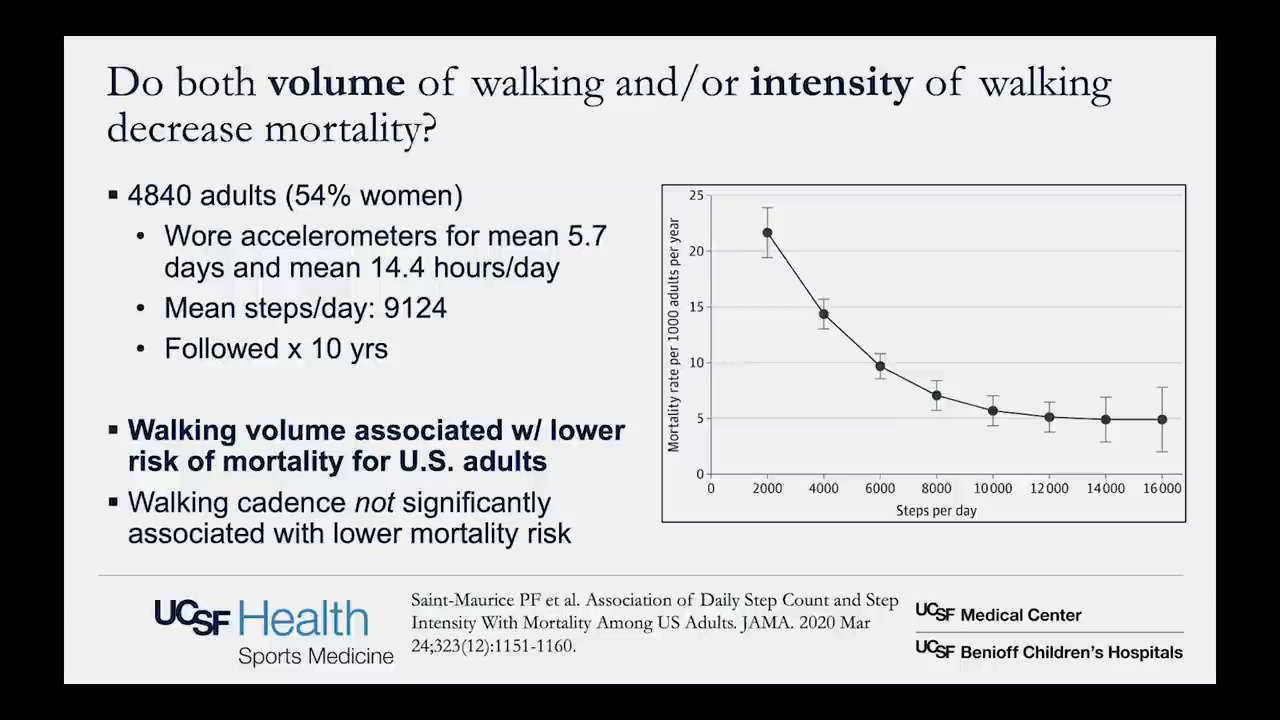 Do both volume of walking and/or intensity of walking
decrease mortality?
▪ 4840 adults (54% women)
• Wore accelerometers for mean 5.7
days and mean 14.4 hours/day
• Mean steps/day: 9124
• Followed x 10 yrs
▪ Walking volume associated w/ lower
risk of mortality for U.S. adults
▪ Walking cadence not significantly
associated with lower mortality risk
Mortality rate per 1000 adults per year
25
20
15
10
5
0
0 2000 4000 6000 8000 10000 12000 14000 16000
Steps per day
UCSF Health
Sports Medicine
Saint-Maurice PF et al. Association of Daily Step Count and Step
Intensity With Mortality Among US Adults. JAMA. 2020 Mar
24;323(12):1151-1160.
UCSF Medical Center
UCSF Benioff Children's Hospitals